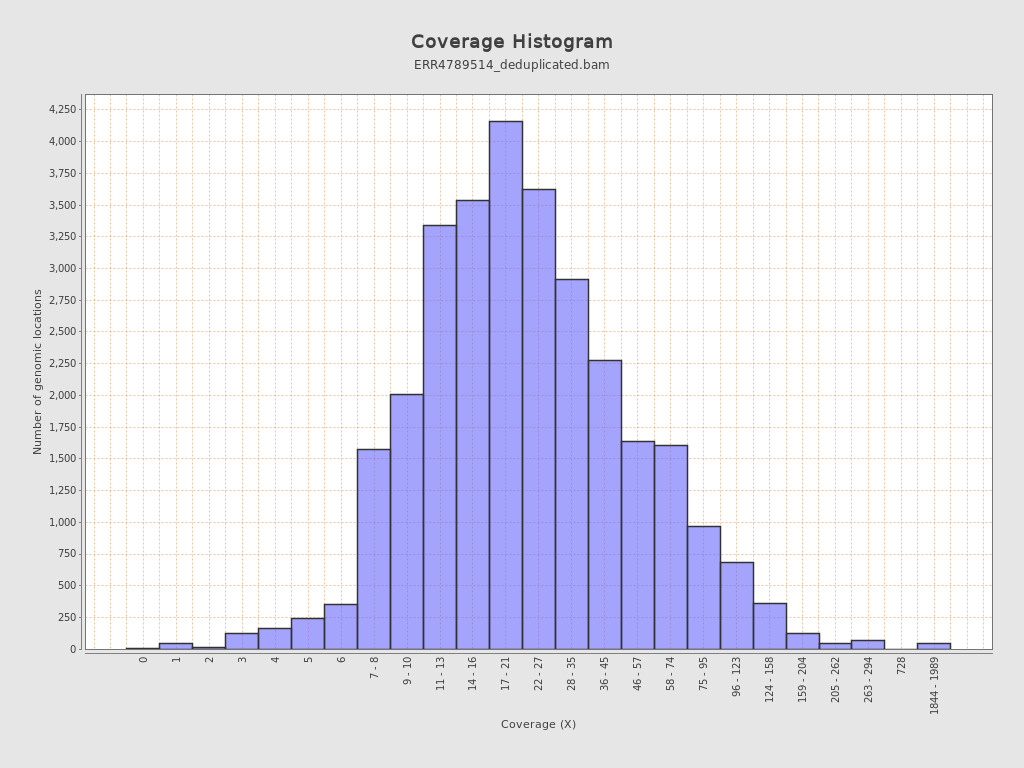 Coverage Histogram
ERR4789514_deduplicated.bam
Number of genomic locations
4,250
4,000
3,750
3,500
3,250
3,000
2,750
2,500
2,250
2,000
1,750
1,500
1,250
1,000
750
500
250
0
0
1
2
3
4
5
6
7 - 8
9 - 10
11 - 13
14 - 16
17 - 21
22 - 27
28 - 35
36 - 45
46 - 57
58 - 74
75 - 95
96 - 123
124 - 158
159 - 204
205 - 262
263 - 294
728
1844 - 1989
Coverage (X)